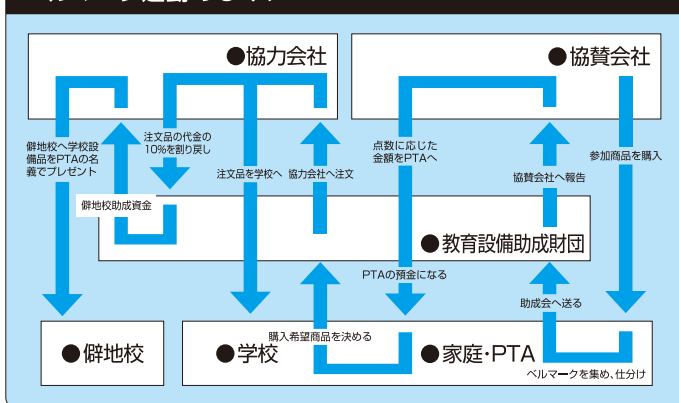 ●協力会社
●協賛会社
僻地校へ学校設
備品をPTAの名
義でプレゼント
注文品の代金の
10%を割り戻し
注文品を学校へ
協力会社へ注文
点数に応じた
金額をPTAへ
協賛会社へ報告
参加商品を購入
僻地校助成資金
●教育設備助成財団
PTAの預金になる
助成会へ送る
購入希望商品を決める
●僻地校
●学校
●家庭・PTA
ベルマークを集め、仕分け